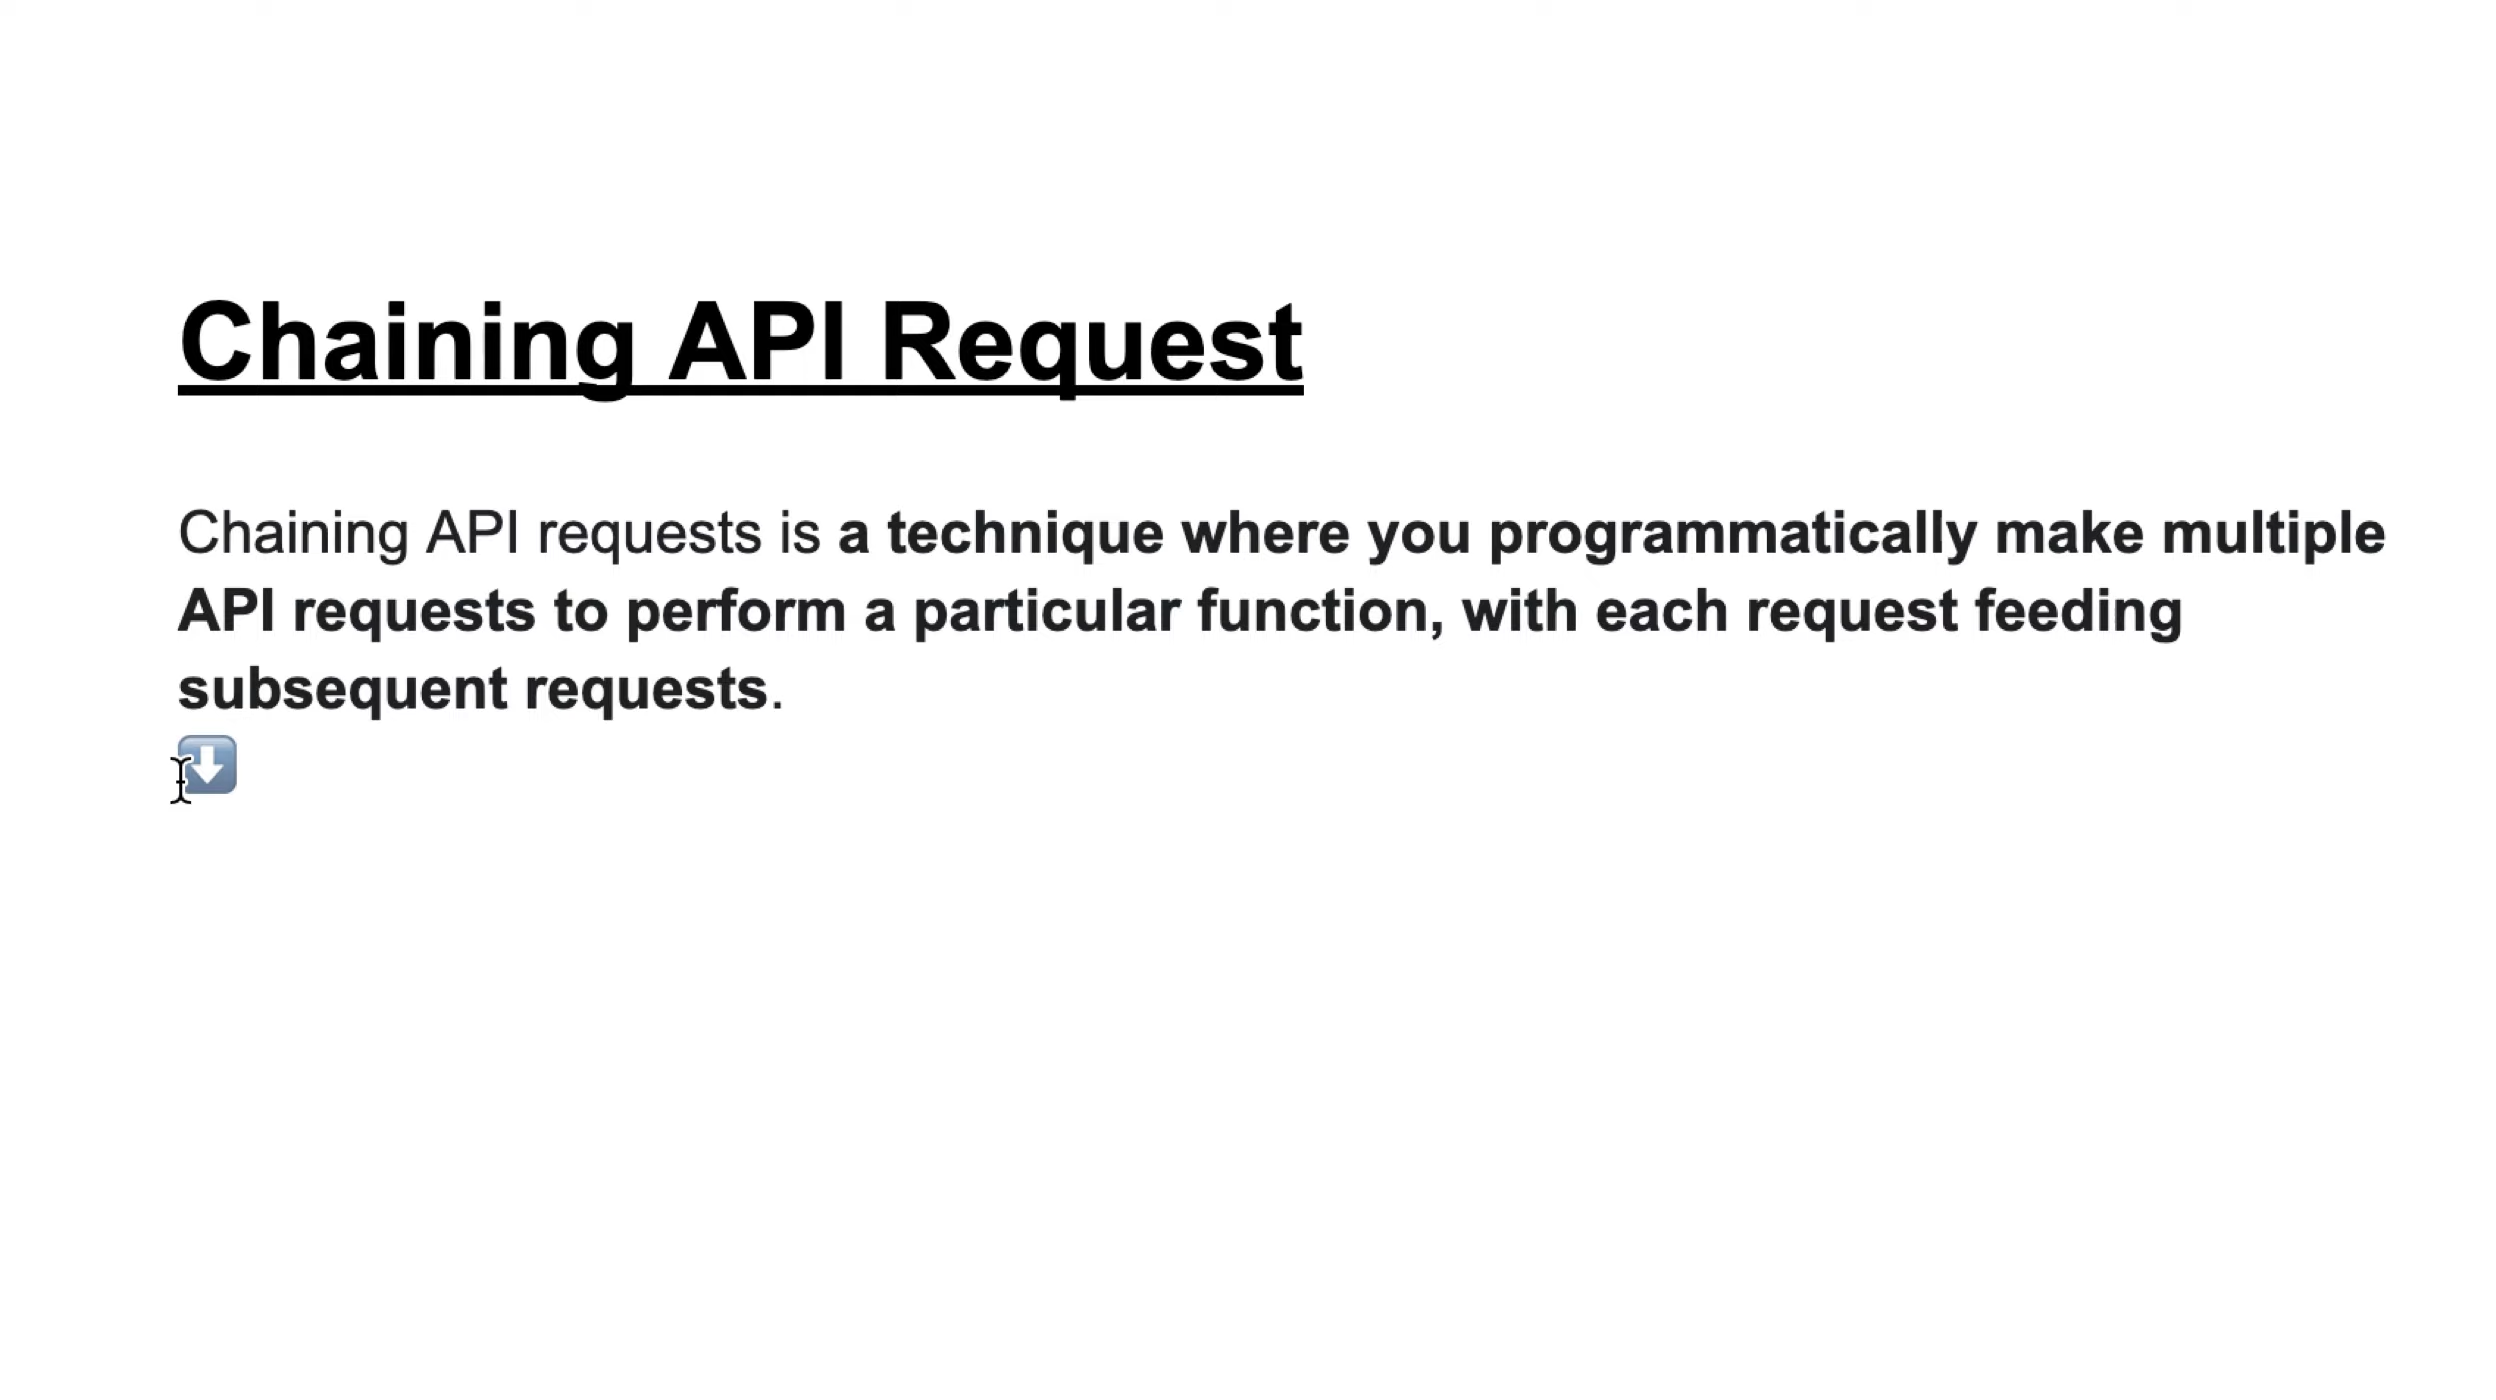 Chaining API Request
Chaining API requests is a technique where you programmatically make multiple
API requests to perform a particular function, with each request feeding
subsequent requests.
⬇️